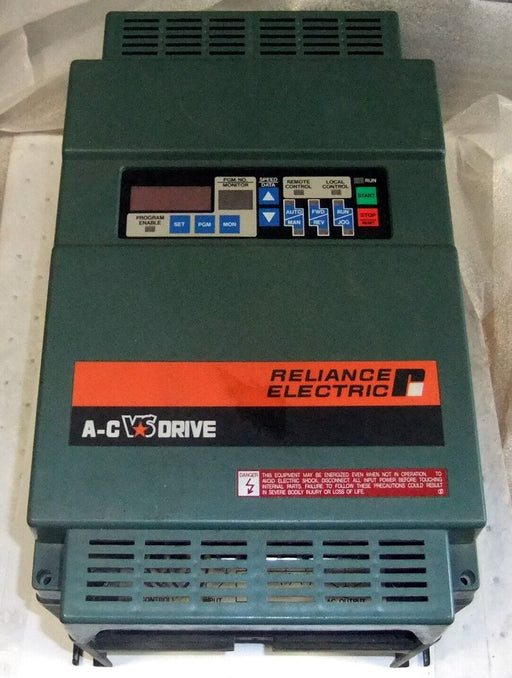 PGM. NO.
MONITOR
SPEED
DATA
REMOTE
CONTROL
LOCAL
CONTROL
RUN
START
AUTO
MAN
FWD
REV
RUN
JOG
STOP
RESET
PROGRAM
ENABLE
SET
PGM
MON
RELIANCE
ELECTRIC
A-C VS DRIVE
DANGER
THIS EQUIPMENT MAY BE ENERGIZED EVEN WHEN NOT IN OPERATION. TO
AVOID ELECTRIC SHOCK, DISCONNECT ALL INPUT POWER BEFORE TOUCHING
INTERNAL PARTS. FAILURE TO FOLLOW THESE PRECAUTIONS COULD RESULT
IN SEVERE BODILY INJURY OR LOSS OF LIFE.
INPUT